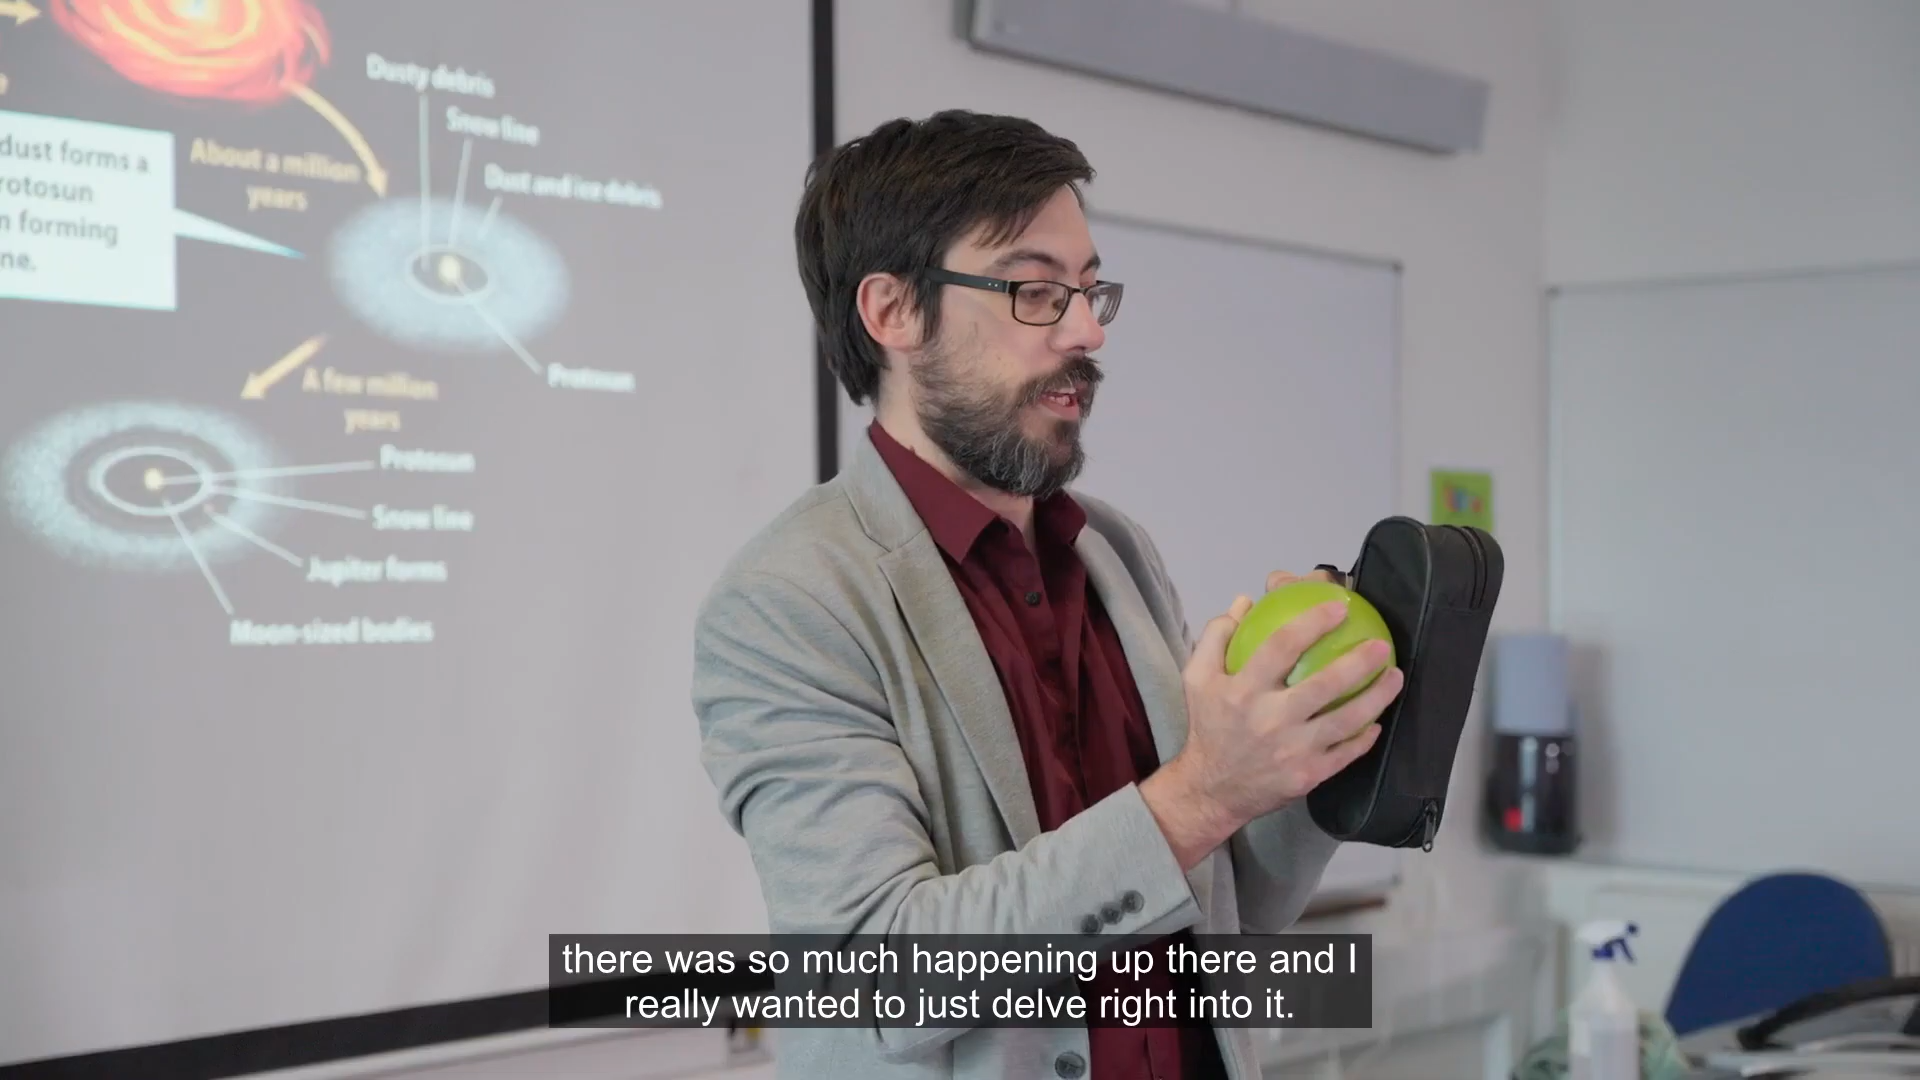 Dusty debris
Snow line
Dust and ice debris
About a million
years
dust forms a
rotosun
n forming
ne.
Protosun
A few million
years
Protosun
Snow line
Jupiter forms
Moon-sized bodies
there was so much happening up there and I
really wanted to just delve right into it.